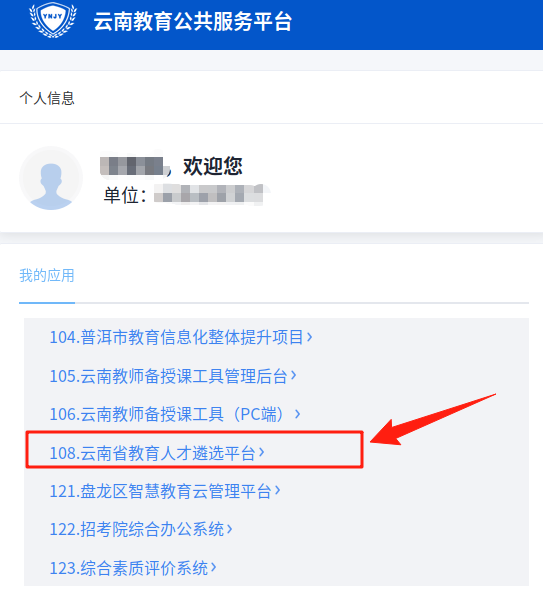 YNJY
云南教育公共服务平台
个人信息
，欢迎您
单位：
我的应用
104.普洱市教育信息化整体提升项目›
105.云南教师备授课工具管理后台›
106.云南教师备授课工具（PC端）›
108.云南省教育人才遴选平台›
121.盘龙区智慧教育云管理平台›
122.招考院综合办公系统›
123.综合素质评价系统›